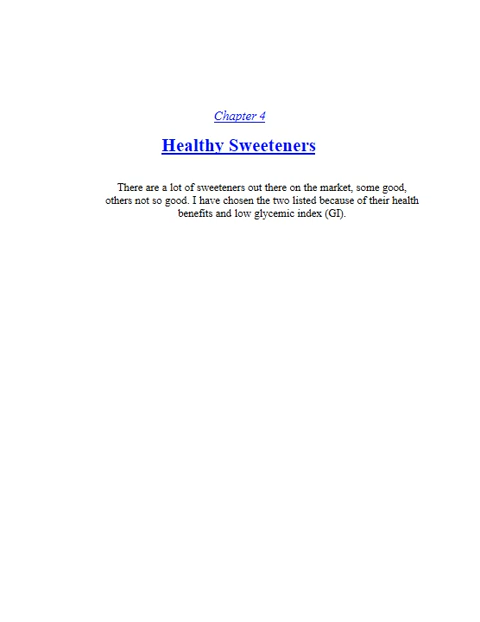 Chapter 4
Healthy Sweeteners
There are a lot of sweeteners out there on the market, some good,
others not so good. I have chosen the two listed because of their health
benefits and low glycemic index (GI).